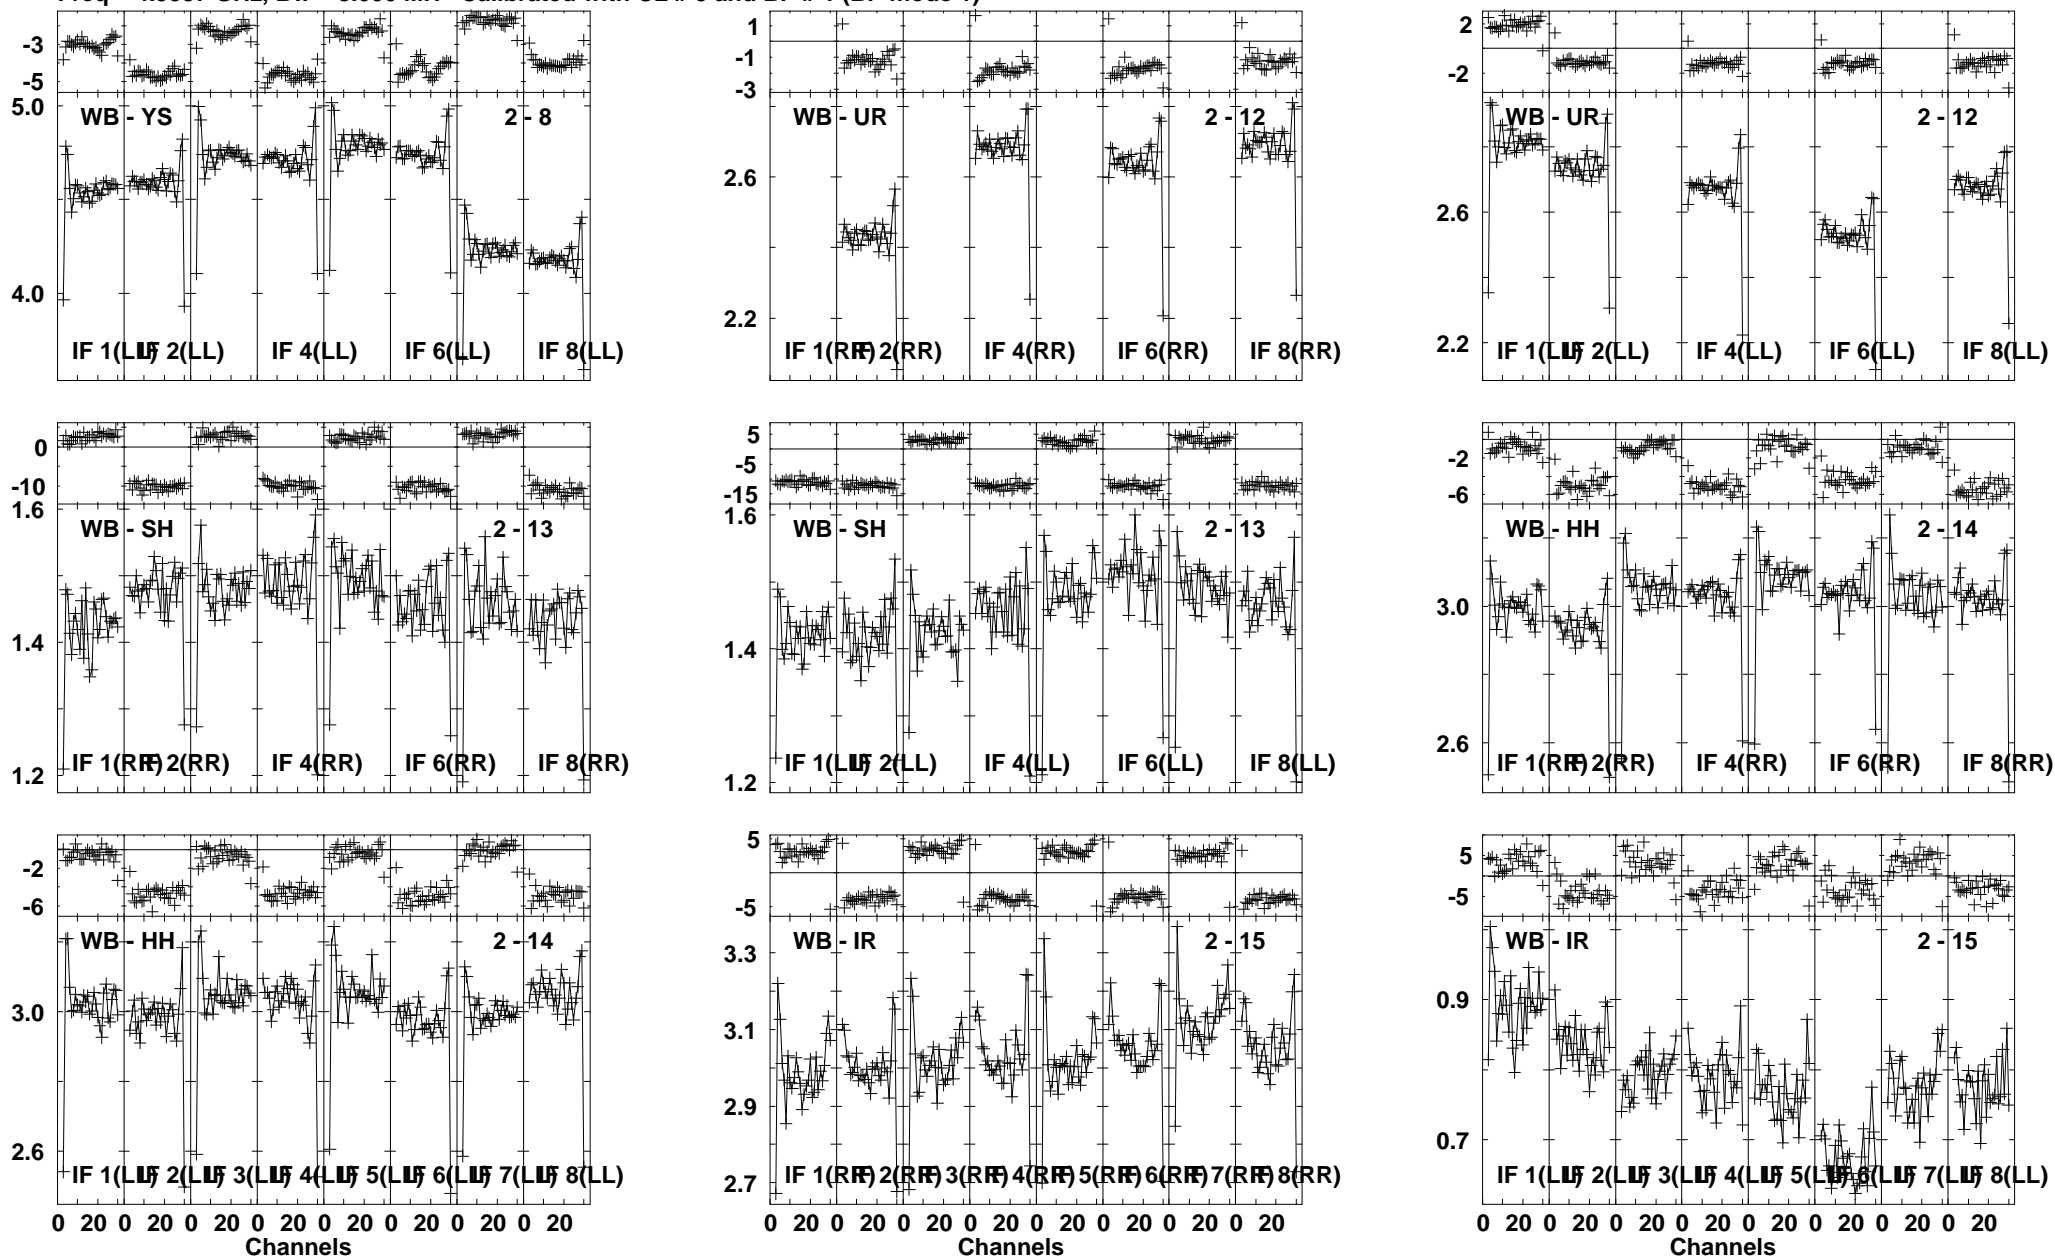 -3
-5
5.0
4.0
WB - YS 2 - 8
IF 1(LL) IF 2(LL) IF 4(LL) IF 6(LL) IF 8(LL)
1
-1
-3
2.6
2.2
WB - UR 2 - 12
IF 1(RR) IF 2(RR) IF 4(RR) IF 6(RR) IF 8(RR)
2
-2
2.6
2.2
WB - UR 2 - 12
IF 1(LL) IF 2(LL) IF 4(LL) IF 6(LL) IF 8(LL)
0
-10
1.6
1.4
1.2
WB - SH 2 - 13
IF 1(RR) IF 2(RR) IF 4(RR) IF 6(RR) IF 8(RR)
5
-5
-15
1.6
1.4
1.2
WB - SH 2 - 13
IF 1(LL) IF 2(LL) IF 4(LL) IF 6(LL) IF 8(LL)
-2
-6
3.0
2.6
WB - HH 2 - 14
IF 1(RR) IF 2(RR) IF 4(RR) IF 6(RR) IF 8(RR)
-2
-6
3.0
2.6
WB - HH 2 - 14
IF 1(LL) IF 2(LL) IF 3(LL) IF 4(LL) IF 5(LL) IF 6(LL) IF 7(LL) IF 8(LL)
0 20 0 20 0 20 0 20 0 20 0 20 0 20 0 20
Channels
5
-5
3.3
3.1
2.9
2.7
WB - IR 2 - 15
IF 1(RR) IF 2(RR) IF 3(RR) IF 4(RR) IF 5(RR) IF 6(RR) IF 7(RR) IF 8(RR)
0 20 0 20 0 20 0 20 0 20 0 20 0 20 0 20
Channels
5
-5
0.9
0.7
WB - IR 2 - 15
IF 1(LL) IF 2(LL) IF 3(LL) IF 4(LL) IF 5(LL) IF 6(LL) IF 7(LL) IF 8(LL)
0 20 0 20 0 20 0 20 0 20 0 20 0 20 0 20
Channels